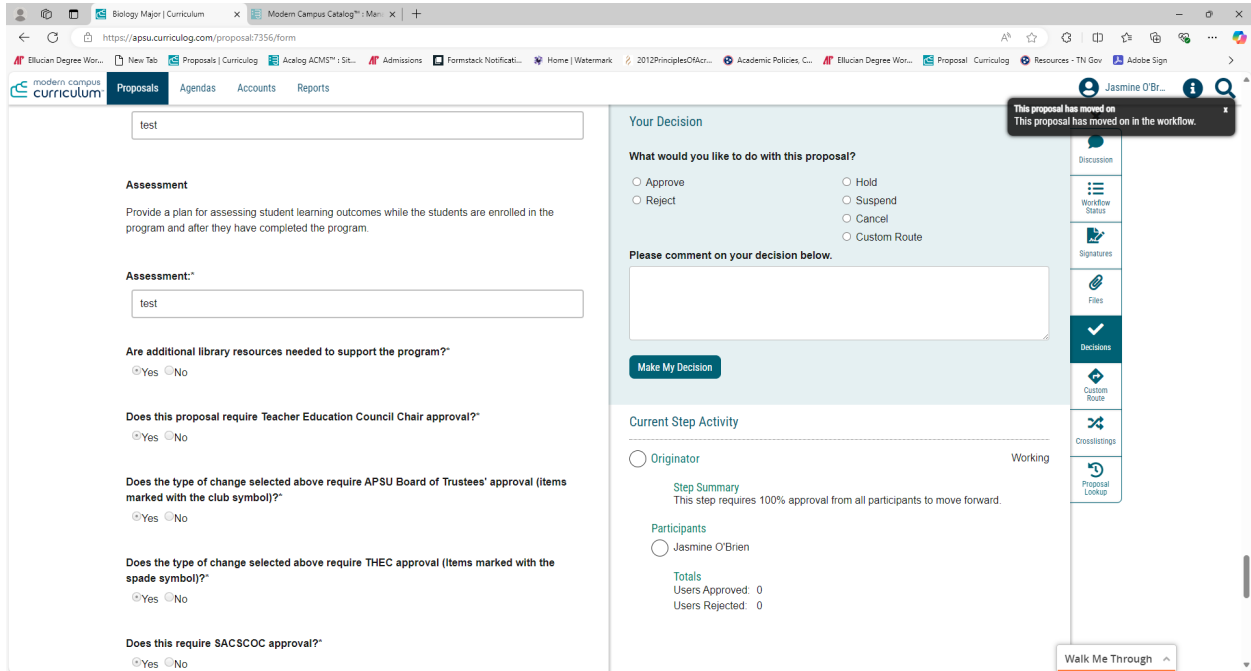 Biology Major | Curriculum
Modern Campus Catalog™ : Man
https://apsu.curriculog.com/proposal:7356/form
Ellucian Degree Wor...
New Tab
Proposals | Curriculog
Acalog ACMS™ : Sit...
Admissions
Formstack Notificati...
Home | Watermark
2012PrinciplesOfAcr...
Academic Policies, C...
Ellucian Degree Wor...
Proposal Curriculog
Resources - TN Gov
Adobe Sign
modern campus
curriculum
Proposals
Agendas
Accounts
Reports
Jasmine O'Br...
This proposal has moved on
x
This proposal has moved on in the workflow.
test
Assessment
Provide a plan for assessing student learning outcomes while the students are enrolled in the
program and after they have completed the program.
Assessment:*
test
Are additional library resources needed to support the program?*
Yes No
Does this proposal require Teacher Education Council Chair approval?*
Yes No
Does the type of change selected above require APSU Board of Trustees' approval (items
marked with the club symbol)?*
Yes No
Does the type of change selected above require THEC approval (Items marked with the
spade symbol)?*
Yes No
Does this require SACSCOC approval?*
Yes No
Your Decision
What would you like to do with this proposal?
Approve
Reject
Hold
Suspend
Cancel
Custom Route
Please comment on your decision below.
Make My Decision
Current Step Activity
Originator
Working
Step Summary
This step requires 100% approval from all participants to move forward.
Participants
Jasmine O'Brien
Totals
Users Approved: 0
Users Rejected: 0
Discussion
Workflow
Status
Signatures
Files
Decisions
Custom
Route
Crosslistings
Proposal
Lookup
Walk Me Through